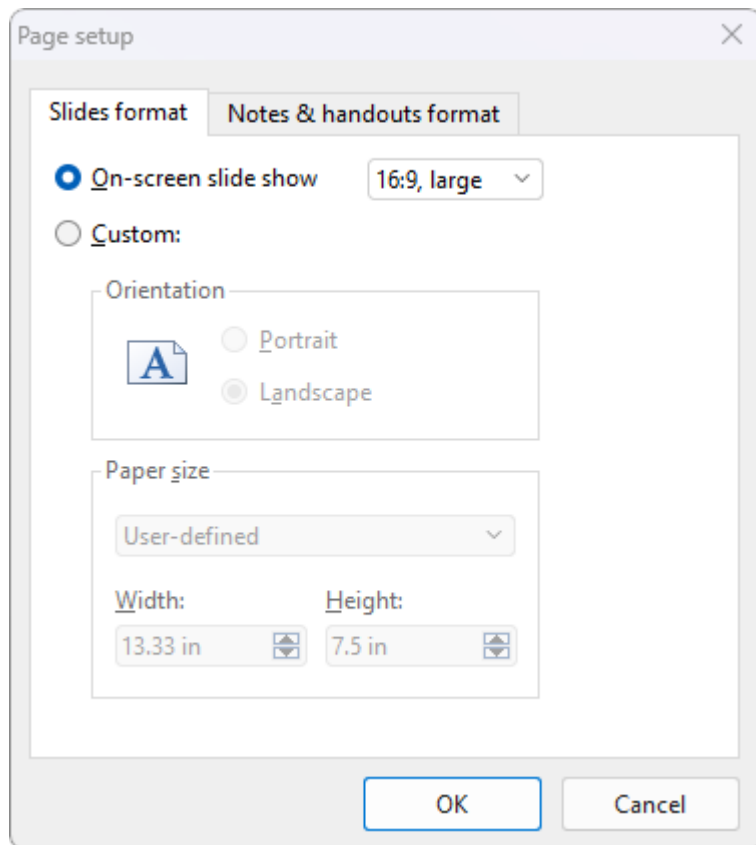 Page setup
Slides format Notes & handouts format
On-screen slide show 16:9, large
Custom:
Orientation
A
Portrait
Landscape
Paper size
User-defined
Width: Height:
13.33 in 7.5 in
OK Cancel